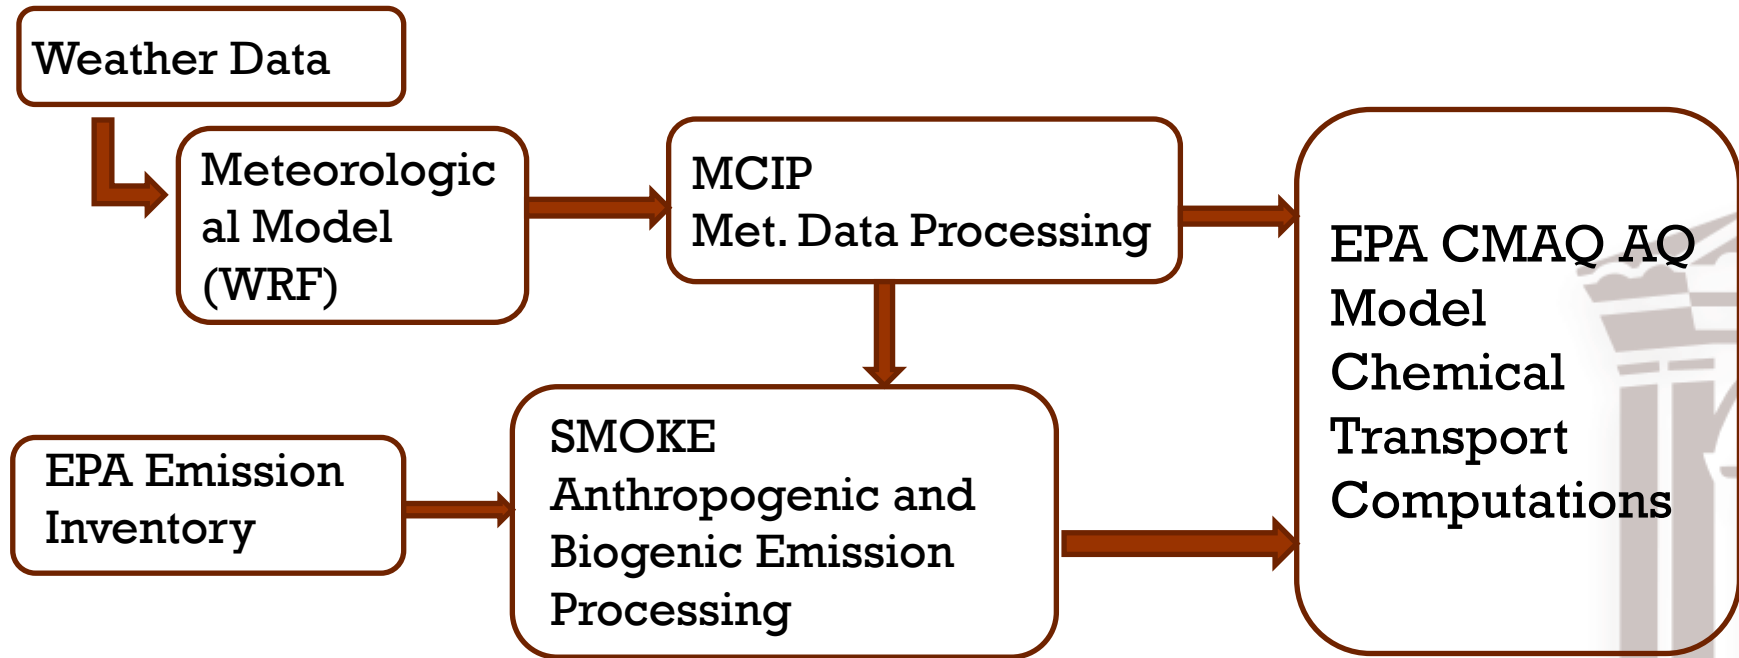 Weather Data
Meteorologic
al Model
(WRF)
MCIP
Met. Data Processing
EPA CMAQ AQ
Model
Chemical
Transport
Computations
EPA Emission
Inventory
SMOKE
Anthropogenic and
Biogenic Emission
Processing